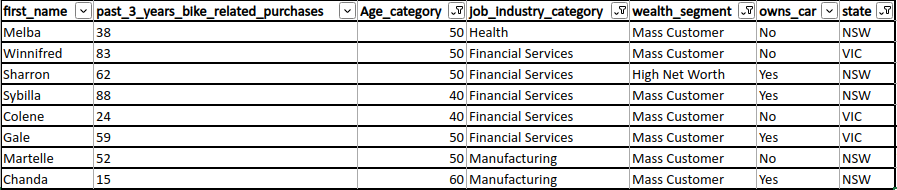 first_name past_3_years_bike_related_purchases Age_category job_industry_category wealth_segment owns_car state
Melba 38 50 Health Mass Customer No NSW
Winnifred 83 50 Financial Services Mass Customer No VIC
Sharron 62 50 Financial Services High Net Worth Yes NSW
Sybilla 88 40 Financial Services Mass Customer Yes NSW
Colene 24 40 Financial Services Mass Customer No VIC
Gale 59 50 Financial Services Mass Customer Yes VIC
Martelle 52 50 Manufacturing Mass Customer No NSW
Chanda 15 60 Manufacturing Mass Customer Yes NSW